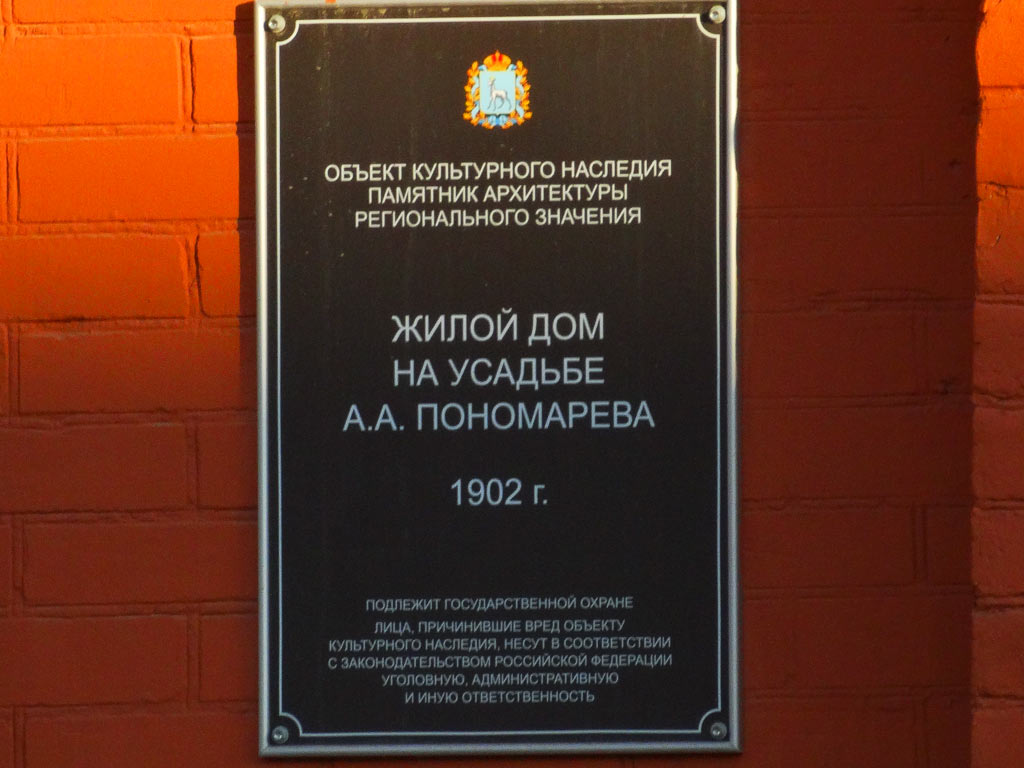 ОБЪЕКТ КУЛЬТУРНОГО НАСЛЕДИЯ
ПАМЯТНИК АРХИТЕКТУРЫ
РЕГИОНАЛЬНОГО ЗНАЧЕНИЯ
ЖИЛОЙ ДОМ
НА УСАДЬБЕ
А.А. ПОНОМАРЕВА
1902 г.
ПОДЛЕЖИТ ГОСУДАРСТВЕННОЙ ОХРАНЕ
ЛИЦА, ПРИЧИНИВШИЕ ВРЕД ОБЪЕКТУ
КУЛЬТУРНОГО НАСЛЕДИЯ, НЕСУТ В СООТВЕТСТВИИ
С ЗАКОНОДАТЕЛЬСТВОМ РОССИЙСКОЙ ФЕДЕРАЦИИ
УГОЛОВНУЮ, АДМИНИСТРАТИВНУЮ
И ИНУЮ ОТВЕТСТВЕННОСТЬ